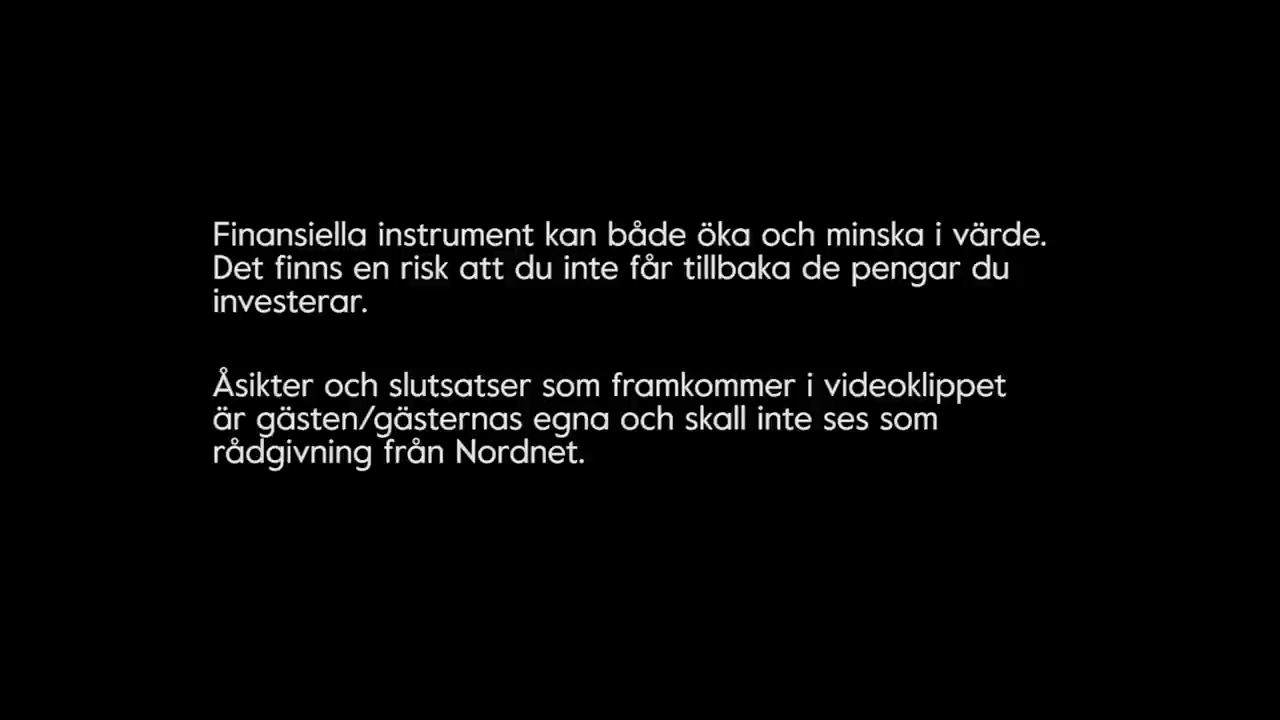 Finansiella instrument kan både öka och minska i värde.
Det finns en risk att du inte får tillbaka de pengar du
investerar.
Åsikter och slutsatser som framkommer i videoklippet
är gästen/gästernas egna och skall inte ses som
rådgivning från Nordnet.